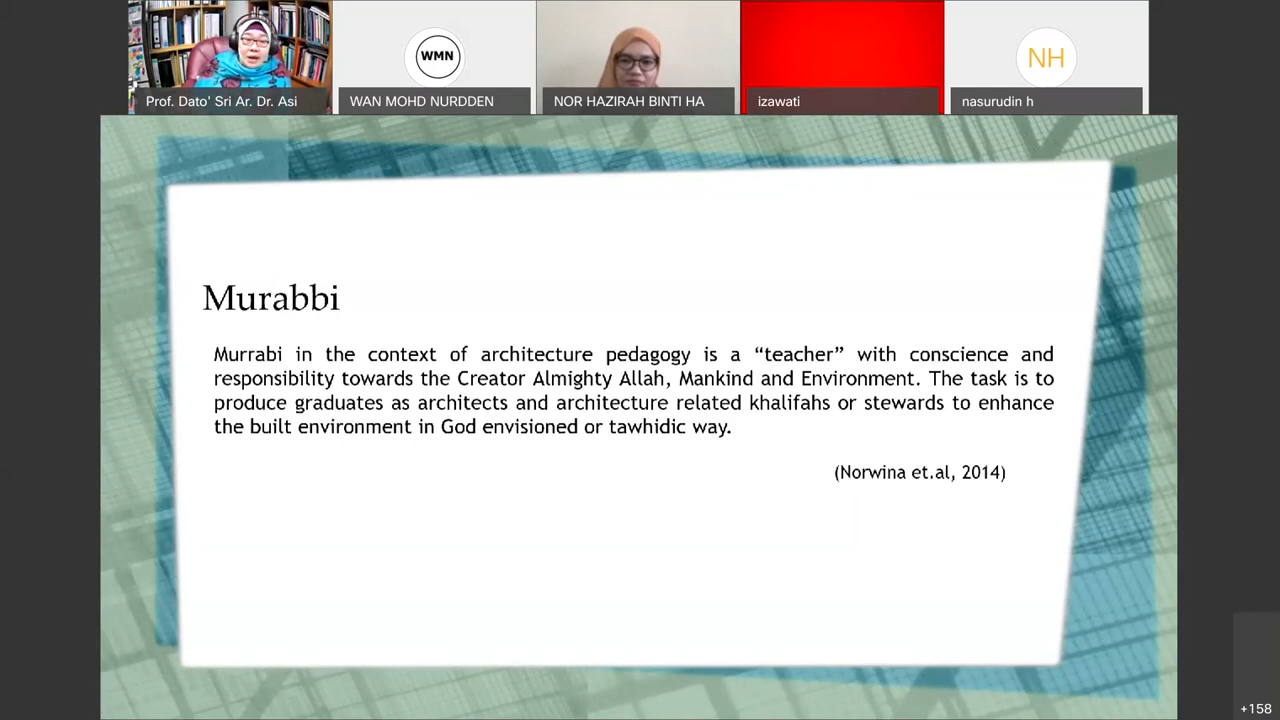 Prof. Dato' Sri Ar. Dr. Asi
WMN
WAN MOHD NURDDEN
NOR HAZIRAH BINTI HA
izawati
NH
nasurudin h
Murabbi
Murrabi in the context of architecture pedagogy is a “teacher” with conscience and
responsibility towards the Creator Almighty Allah, Mankind and Environment. The task is to
produce graduates as architects and architecture related khalifahs or stewards to enhance
the built environment in God envisioned or tawhidic way.
(Norwina et.al, 2014)
+158